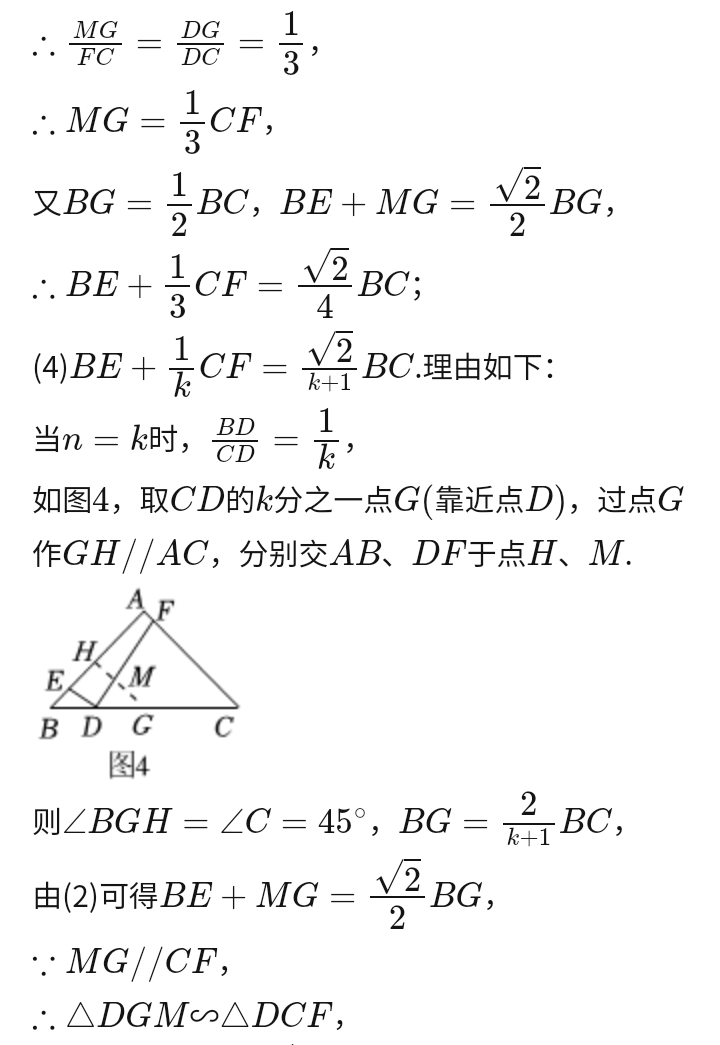 ∴ MG/FC = DG/DC = 1/3，
∴ MG = 1/3 CF，
又BG = 1/2 BC，BE + MG = √2/2 BG，
∴ BE + 1/3 CF = √2/4 BC；
(4)BE + 1/k CF = √2/(k+1) BC.理由如下：
当n = k时，BD/CD = 1/k，
如图4，取CD的k分之一点G(靠近点D)，过点G
作GH//AC，分别交AB、DF于点H、M.
A F
H
E M
B D G C
图4
则∠BGH = ∠C = 45°，BG = 2/(k+1) BC，
由(2)可得BE + MG = √2/2 BG，
∵ MG//CF，
∴ △DGM∽△DCF，